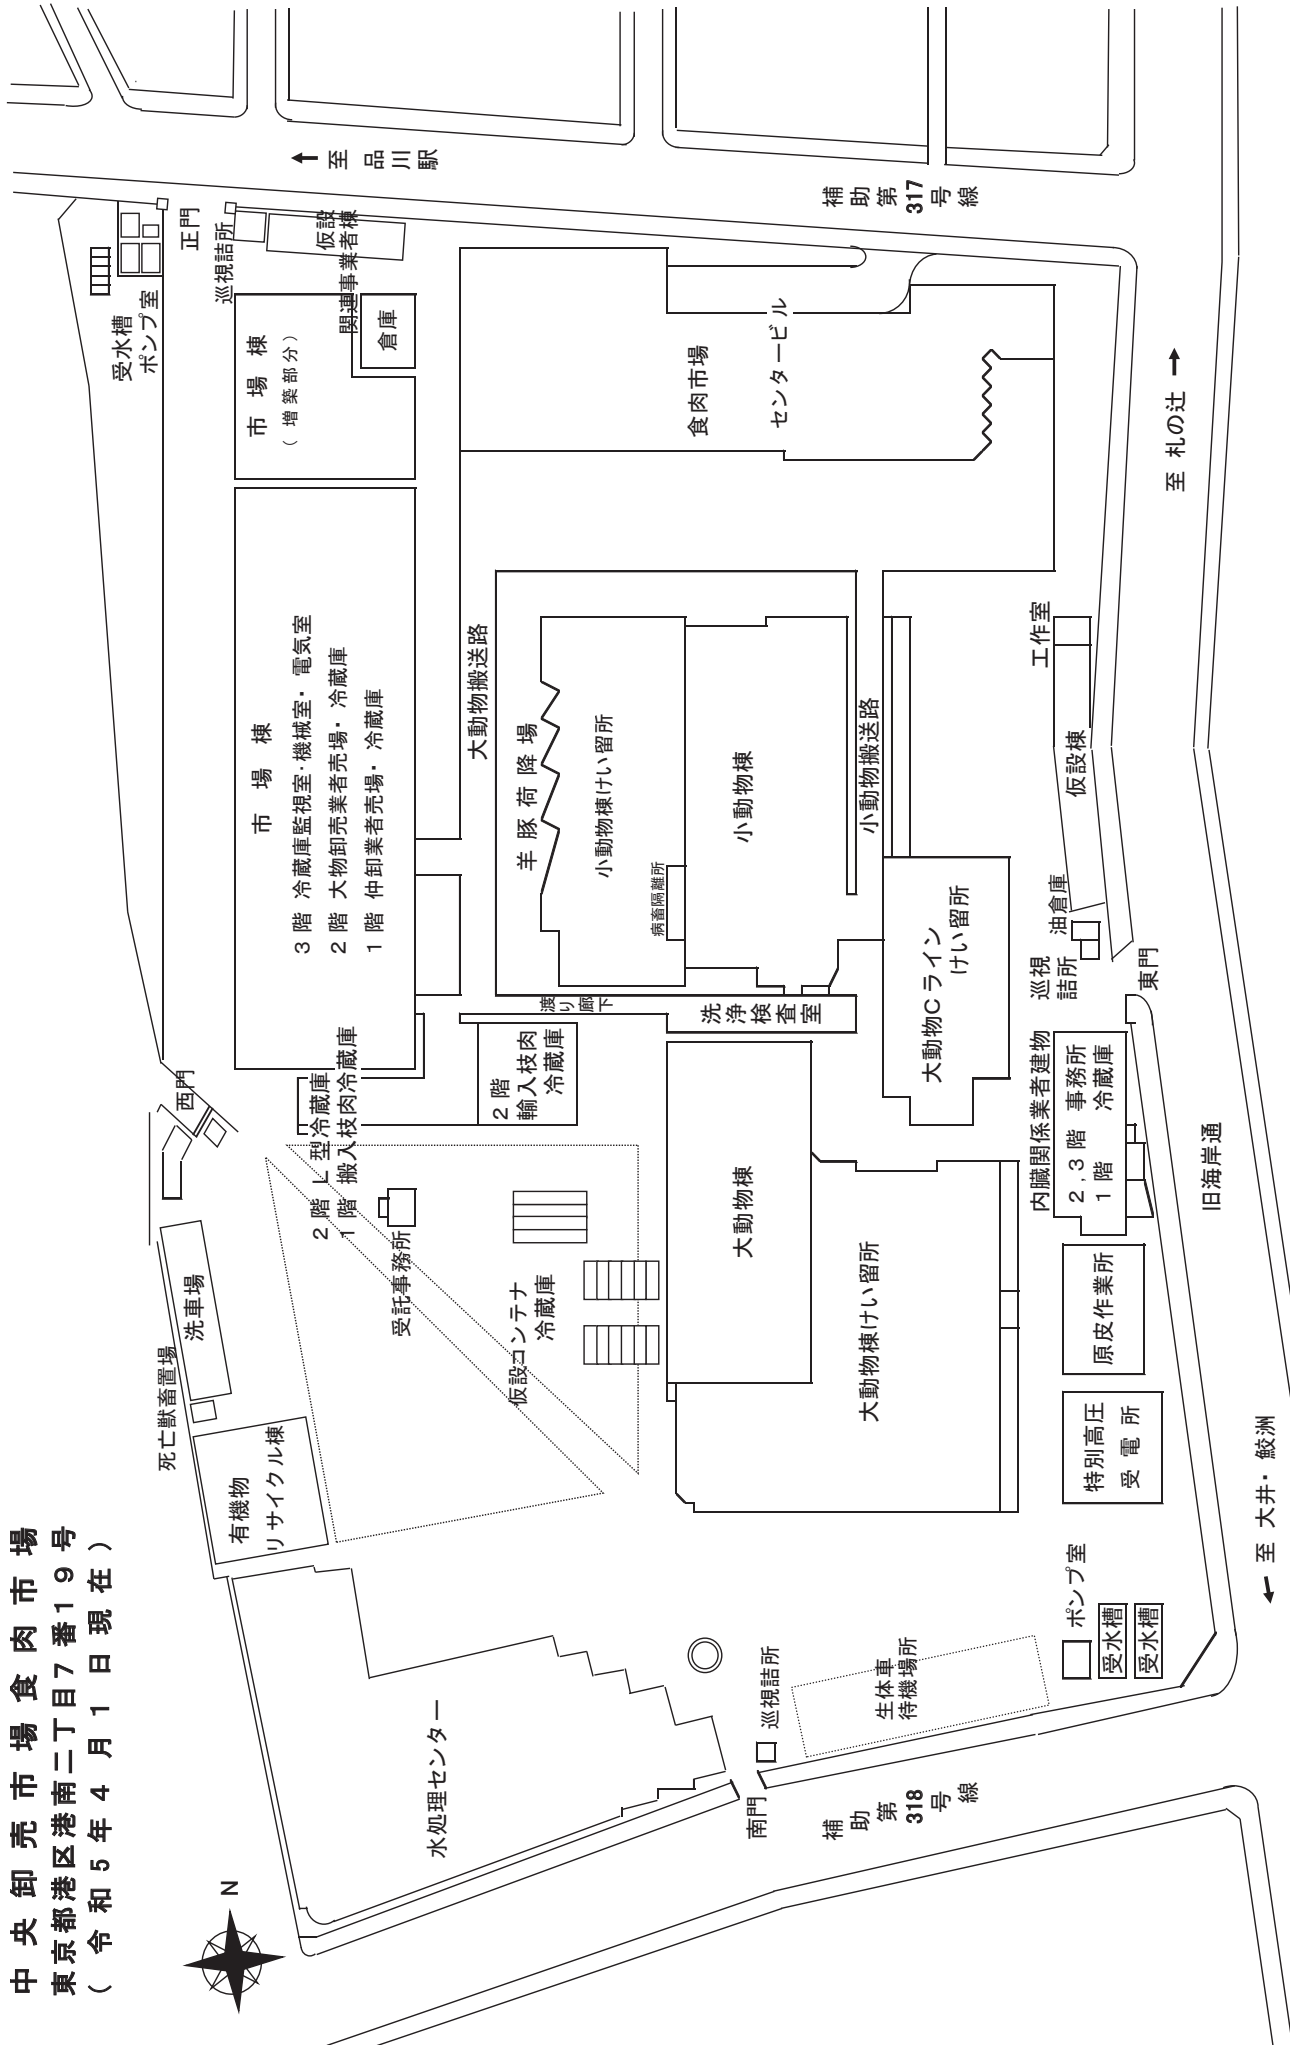 中央卸売市場食肉市場
東京都港区港南二丁目7番19号
（令和5年4月1日現在）
N
受水槽
ポンプ室
正門
巡視詰所
仮設
関連事業者棟
至 品川駅
補助第317号線
市場棟
（増築部分）
倉庫
食肉市場
センタービル
至 札の辻
市場棟
3階 冷蔵庫監視室・機械室・電気室
2階 大物卸売業者売場・冷蔵庫
1階 仲卸業者売場・冷蔵庫
大動物搬送路
羊豚荷降場
小動物棟けい留所
病畜隔離所
小動物棟
小動物搬送路
工作室
仮設棟
油倉庫
巡視
詰所
東門
大動物Cライン
けい留所
渡り廊下
洗浄検査室
西門
2階 L型冷蔵庫
1階 搬入枝肉冷蔵庫
2階
輸入枝肉
冷蔵庫
受託事務所
仮設コンテナ
冷蔵庫
大動物棟
大動物棟けい留所
内臓関係業者建物
2,3階 事務所
1階 冷蔵庫
旧海岸通
原皮作業所
特別高圧
受電所
至 大井・鮫洲
洗車場
死亡獣畜置場
有機物
リサイクル棟
水処理センター
巡視詰所
南門
生体車
待機場所
ポンプ室
受水槽
受水槽
補助第318号線